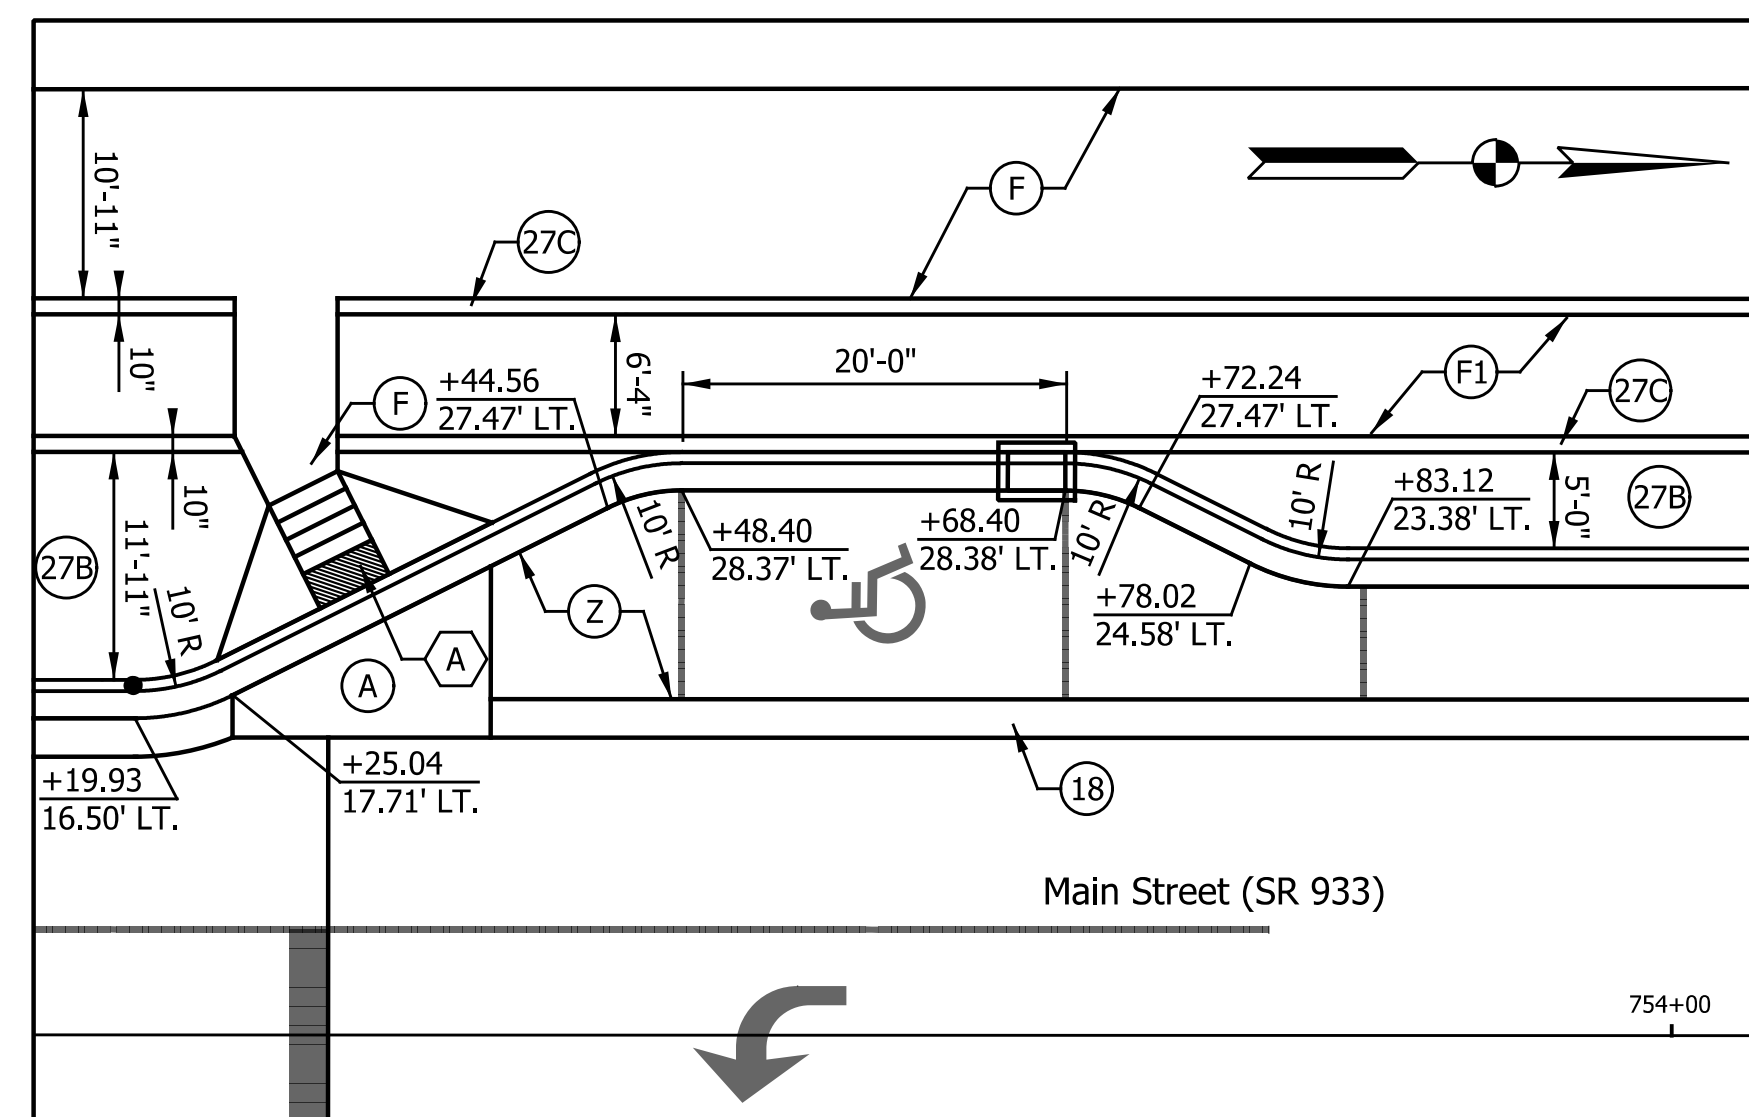 10'-11"
F
27C
10"
6'-4"
20'-0"
F1
27C
F
+44.56
27.47' LT.
+72.24
27.47' LT.
10"
11'-11"
27B
10' R
10' R
+48.40
28.37' LT.
+68.40
28.38' LT.
10' R
10' R
+83.12
23.38' LT.
5'-0"
27B
Z
A
A
+78.02
24.58' LT.
+19.93
16.50' LT.
+25.04
17.71' LT.
18
Main Street (SR 933)
754+00